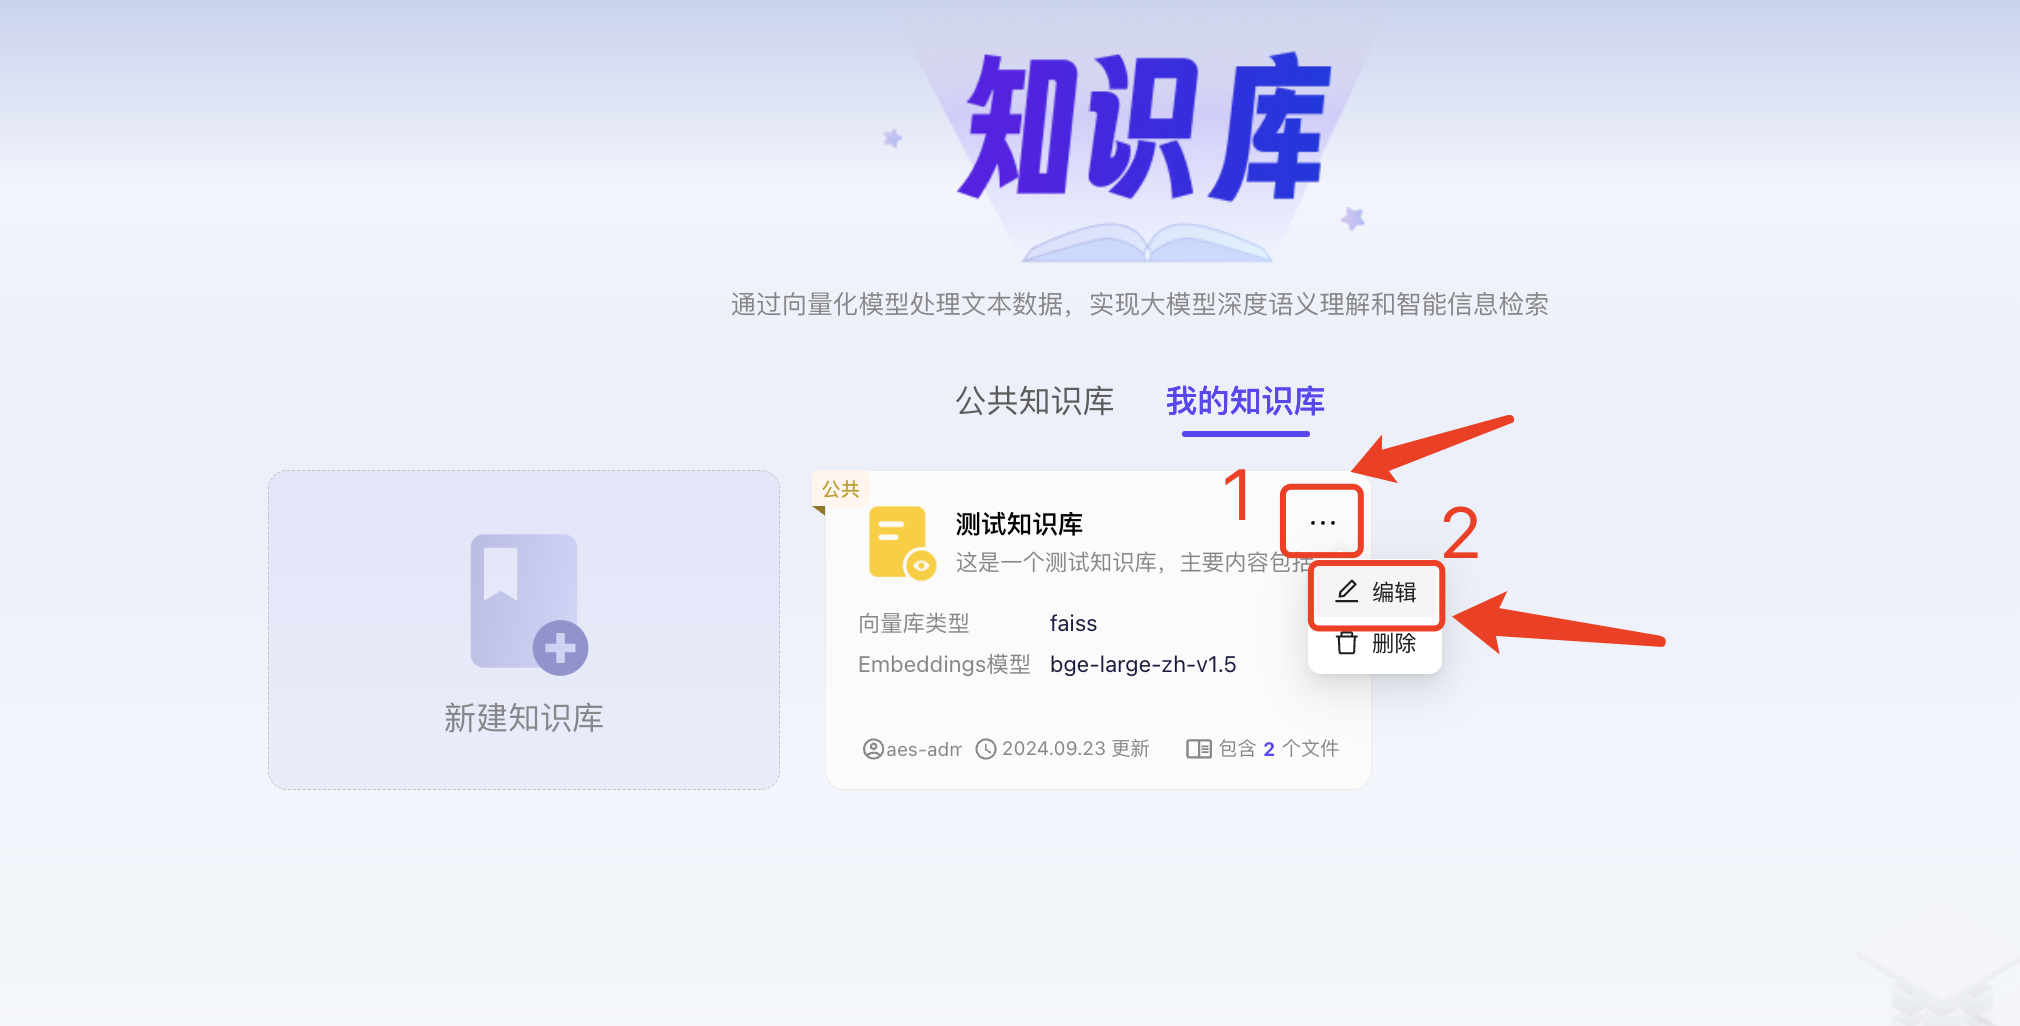 知识库
通过向量化模型处理文本数据，实现大模型深度语义理解和智能信息检索
公共知识库 我的知识库
新建知识库
公共
测试知识库
1
...
这是一个测试知识库，主要内容包括
2
编辑
删除
向量库类型 faiss
Embeddings模型 bge-large-zh-v1.5
aes-adm 2024.09.23 更新 包含 2 个文件